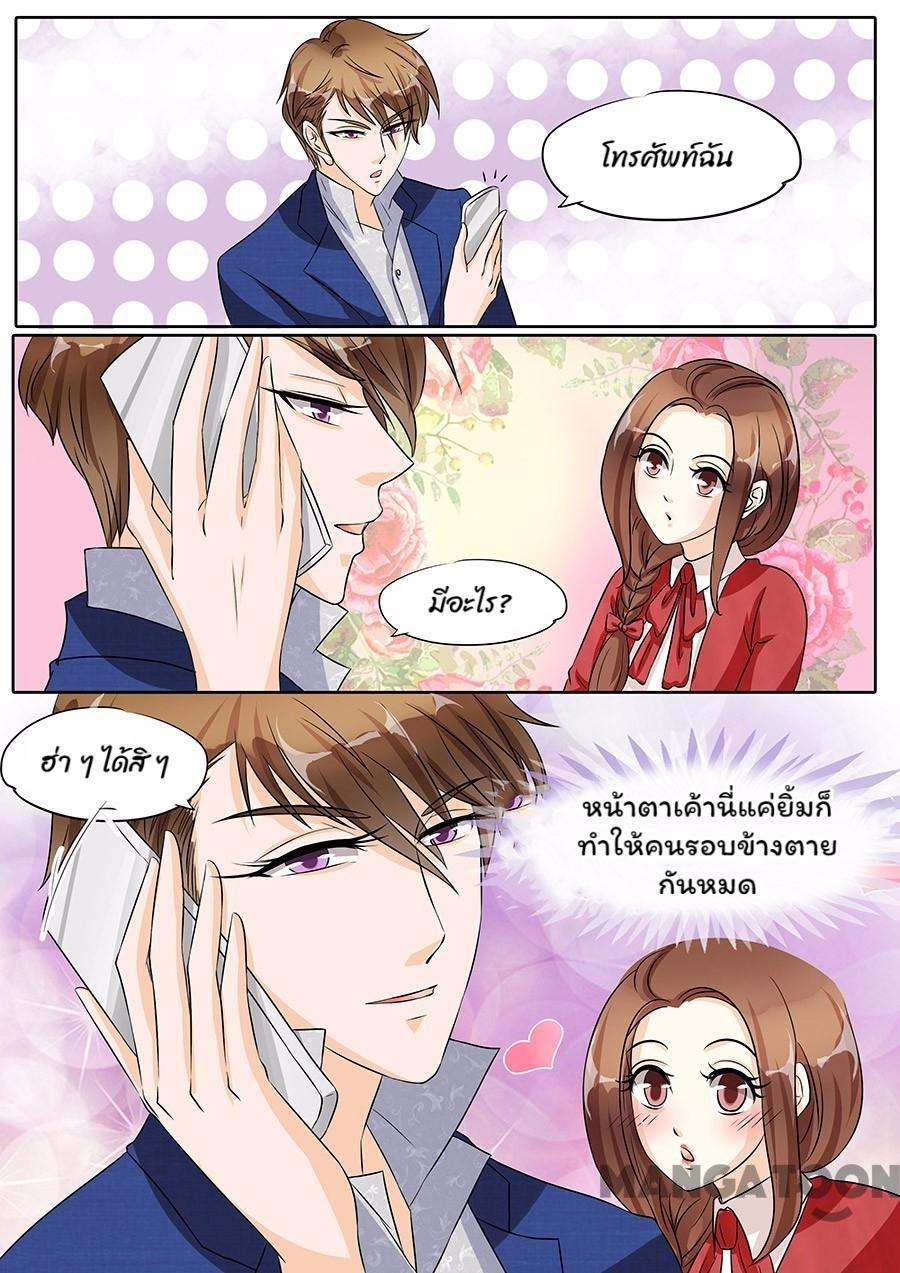 โทรศัพท์ฉัน
มีอะไร?
ฮ่า ๆ ได้สิ ๆ
หน้าตาเค้านี่แค่ยิ้มก็
ทำให้คนรอบข้างตาย
กันหมด
MANGATOON